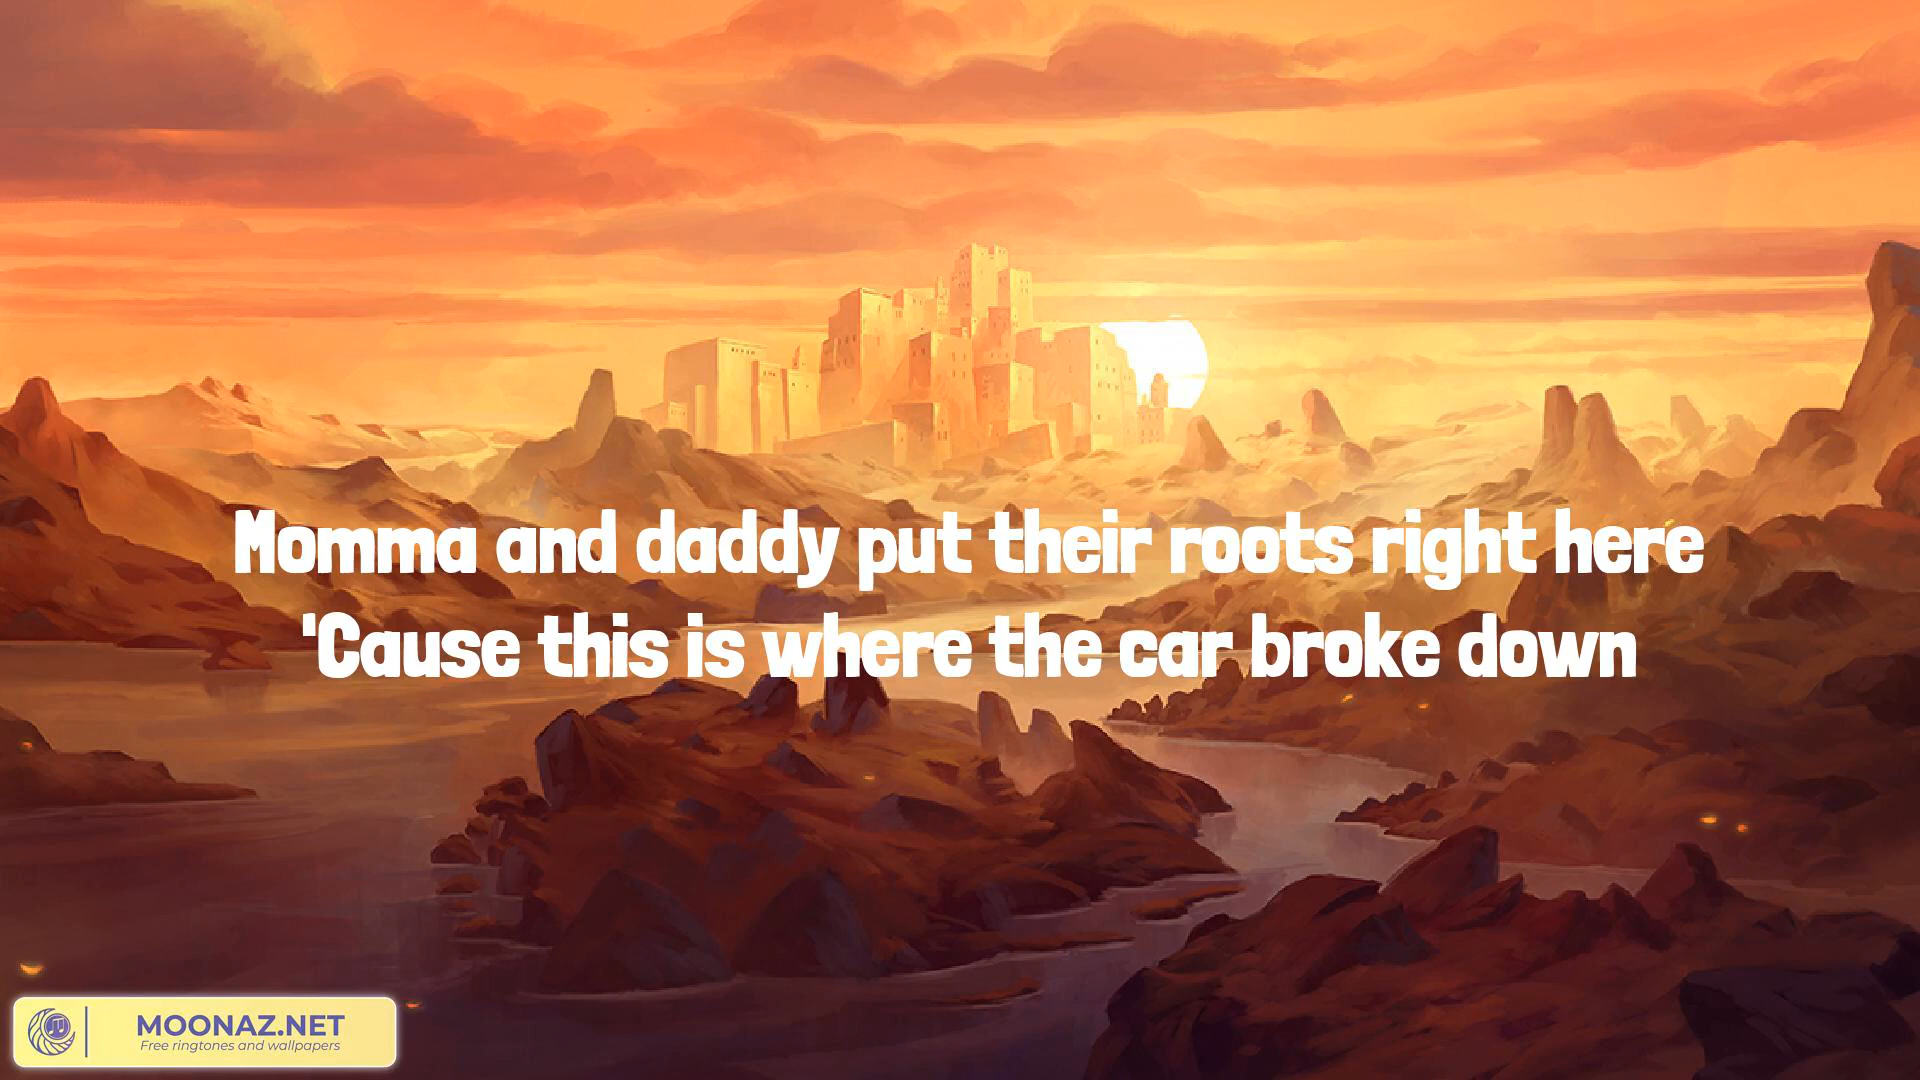 Momma and daddy put their roots right here
'Cause this is where the car broke down
MOONAZ.NET
Free ringtones and wallpapers